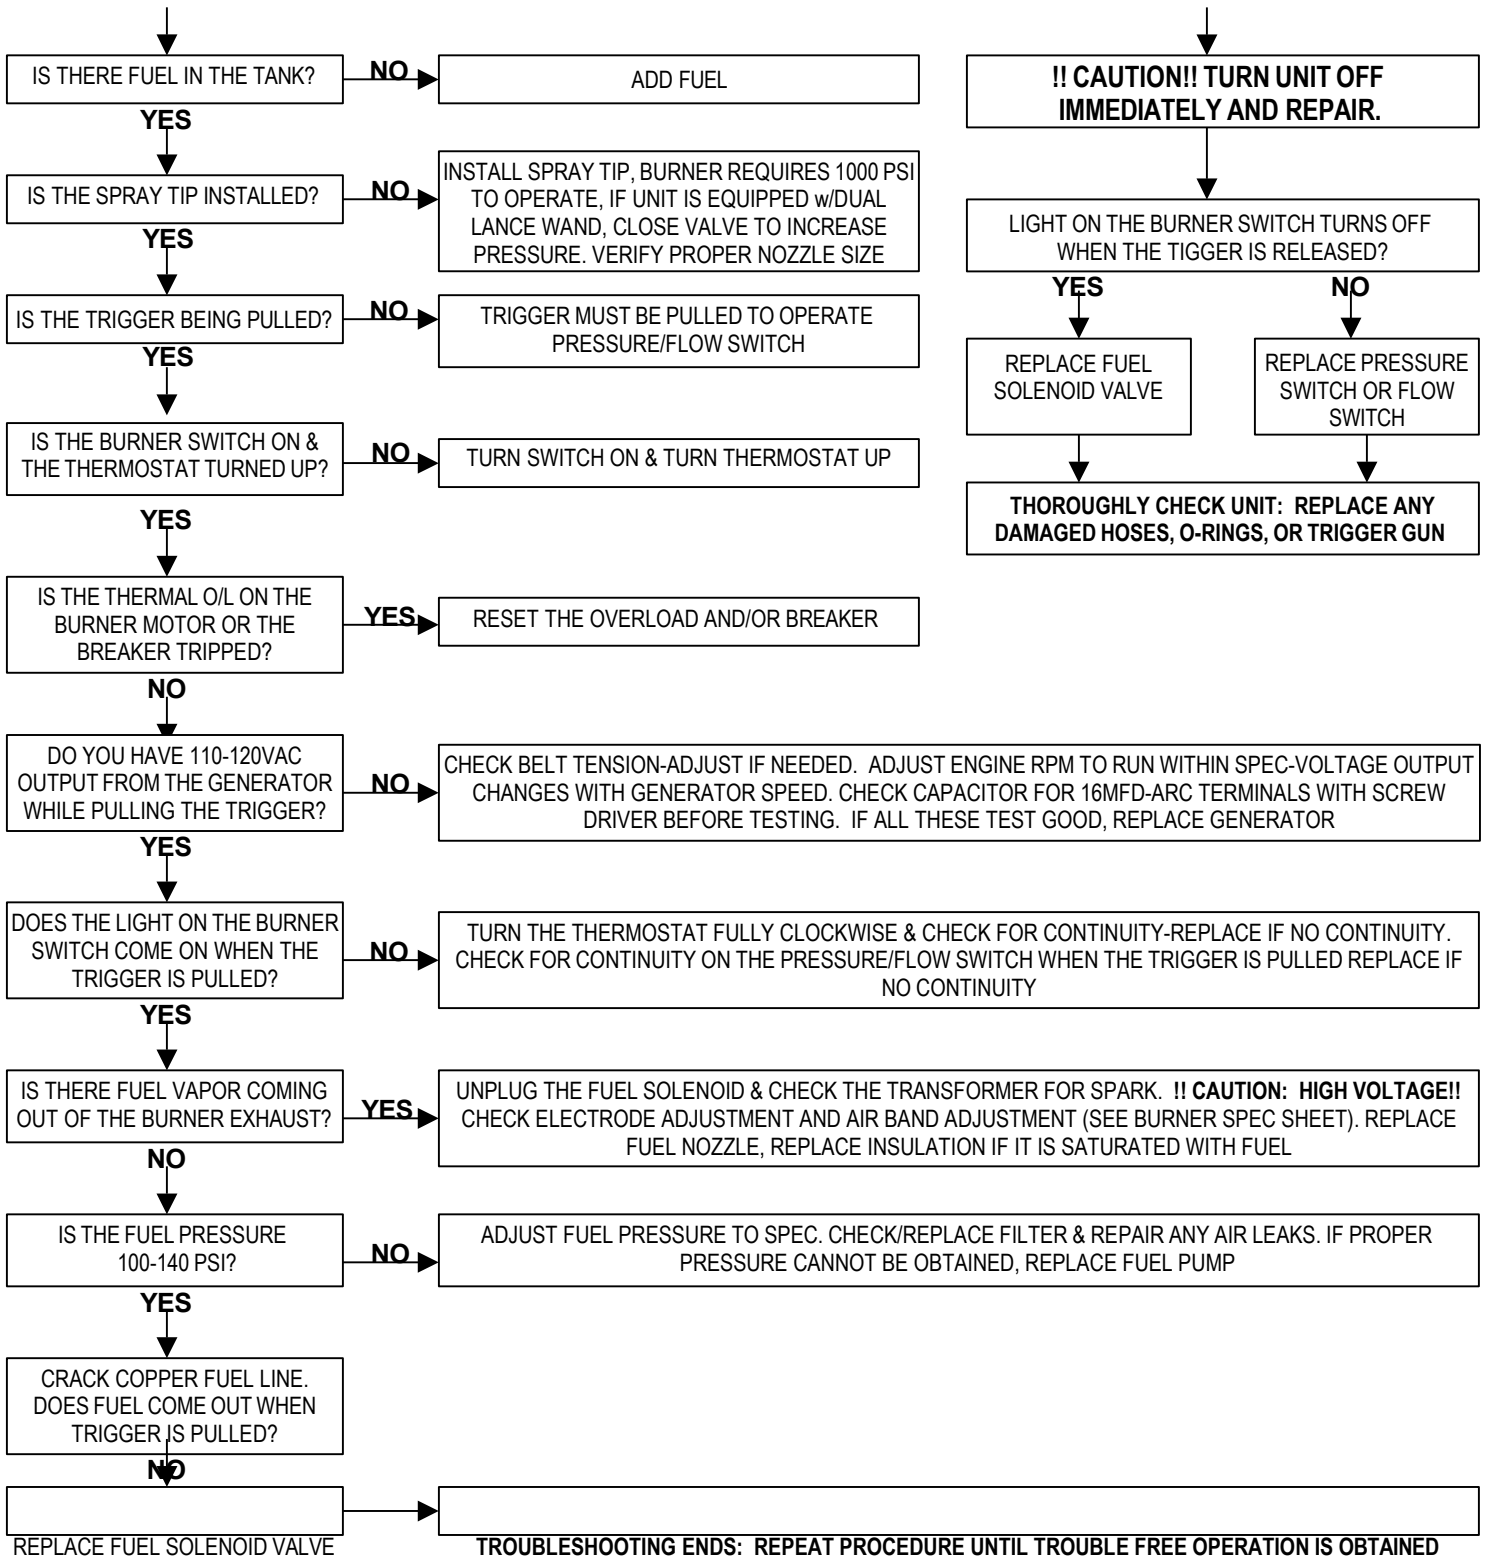 IS THERE FUEL IN THE TANK?
NO
ADD FUEL
YES
IS THE SPRAY TIP INSTALLED?
NO
INSTALL SPRAY TIP, BURNER REQUIRES 1000 PSI
TO OPERATE, IF UNIT IS EQUIPPED w/DUAL
LANCE WAND, CLOSE VALVE TO INCREASE
PRESSURE. VERIFY PROPER NOZZLE SIZE
YES
IS THE TRIGGER BEING PULLED?
NO
TRIGGER MUST BE PULLED TO OPERATE
PRESSURE/FLOW SWITCH
YES
IS THE BURNER SWITCH ON &
THE THERMOSTAT TURNED UP?
NO
TURN SWITCH ON & TURN THERMOSTAT UP
YES
IS THE THERMAL O/L ON THE
BURNER MOTOR OR THE
BREAKER TRIPPED?
YES
RESET THE OVERLOAD AND/OR BREAKER
NO
DO YOU HAVE 110-120VAC
OUTPUT FROM THE GENERATOR
WHILE PULLING THE TRIGGER?
NO
CHECK BELT TENSION-ADJUST IF NEEDED. ADJUST ENGINE RPM TO RUN WITHIN SPEC-VOLTAGE OUTPUT
CHANGES WITH GENERATOR SPEED. CHECK CAPACITOR FOR 16MFD-ARC TERMINALS WITH SCREW
DRIVER BEFORE TESTING. IF ALL THESE TEST GOOD, REPLACE GENERATOR
YES
DOES THE LIGHT ON THE BURNER
SWITCH COME ON WHEN THE
TRIGGER IS PULLED?
NO
TURN THE THERMOSTAT FULLY CLOCKWISE & CHECK FOR CONTINUITY-REPLACE IF NO CONTINUITY.
CHECK FOR CONTINUITY ON THE PRESSURE/FLOW SWITCH WHEN THE TRIGGER IS PULLED REPLACE IF
NO CONTINUITY
YES
IS THERE FUEL VAPOR COMING
OUT OF THE BURNER EXHAUST?
YES
UNPLUG THE FUEL SOLENOID & CHECK THE TRANSFORMER FOR SPARK. !! CAUTION: HIGH VOLTAGE!!
CHECK ELECTRODE ADJUSTMENT AND AIR BAND ADJUSTMENT (SEE BURNER SPEC SHEET). REPLACE
FUEL NOZZLE, REPLACE INSULATION IF IT IS SATURATED WITH FUEL
NO
IS THE FUEL PRESSURE
100-140 PSI?
NO
ADJUST FUEL PRESSURE TO SPEC. CHECK/REPLACE FILTER & REPAIR ANY AIR LEAKS. IF PROPER
PRESSURE CANNOT BE OBTAINED, REPLACE FUEL PUMP
YES
CRACK COPPER FUEL LINE.
DOES FUEL COME OUT WHEN
TRIGGER IS PULLED?
NO
REPLACE FUEL SOLENOID VALVE
TROUBLESHOOTING ENDS: REPEAT PROCEDURE UNTIL TROUBLE FREE OPERATION IS OBTAINED
!! CAUTION!! TURN UNIT OFF
IMMEDIATELY AND REPAIR.
LIGHT ON THE BURNER SWITCH TURNS OFF
WHEN THE TIGGER IS RELEASED?
YES
NO
REPLACE FUEL
SOLENOID VALVE
REPLACE PRESSURE
SWITCH OR FLOW
SWITCH
THOROUGHLY CHECK UNIT: REPLACE ANY
DAMAGED HOSES, O-RINGS, OR TRIGGER GUN